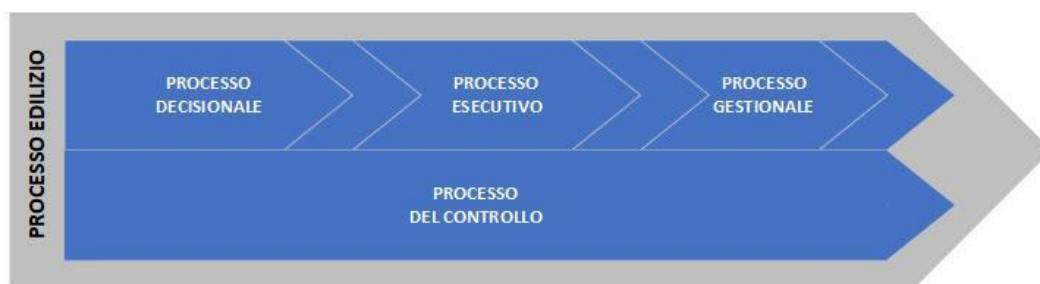 PROCESSO EDILIZIO
PROCESSO
DECISIONALE
PROCESSO
ESECUTIVO
PROCESSO
GESTIONALE
PROCESSO
DEL CONTROLLO